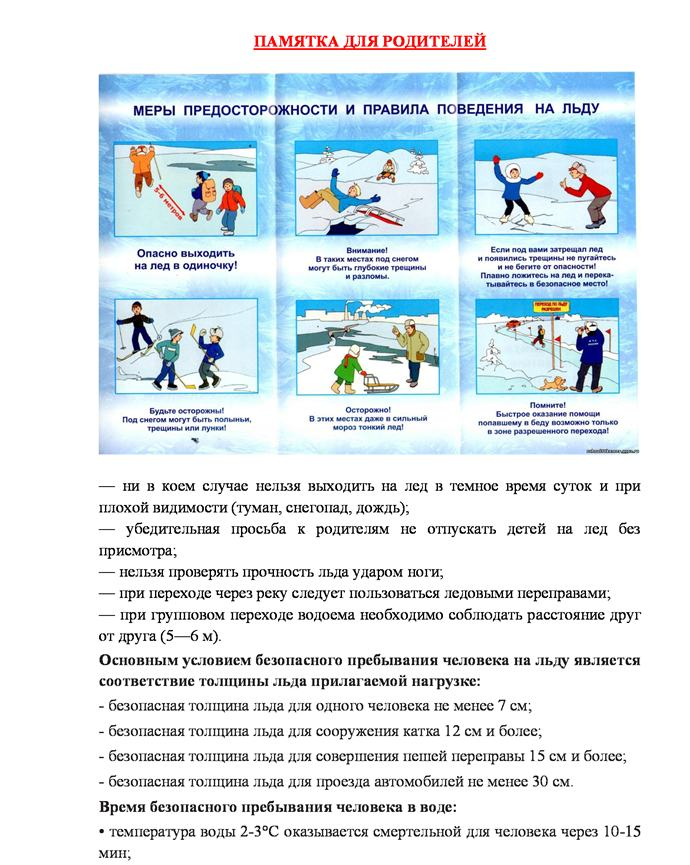 ПАМЯТКА ДЛЯ РОДИТЕЛЕЙ
МЕРЫ ПРЕДОСТОРОЖНОСТИ И ПРАВИЛА ПОВЕДЕНИЯ НА ЛЬДУ
5-6 метров
Опасно выходить
на лед в одиночку!
Внимание!
В таких местах под снегом
могут быть глубокие трещины
и разломы.
Если под вами затрещал лед
и появились трещины не пугайтесь
и не бегите от опасности!
Плавно ложитесь на лед и перека-
тывайтесь в безопасное место!
Будьте осторожны!
Под снегом могут быть полыньи,
трещины или лунки!
Осторожно!
В этих местах даже в сильный
мороз тонкий лед!
ПЕРЕХОД ПО ЛЬДУ
РАЗРЕШЕН
Помните!
Быстрое оказание помощи
попавшему в беду возможно только
в зоне разрешенного перехода!
— ни в коем случае нельзя выходить на лед в темное время суток и при
плохой видимости (туман, снегопад, дождь);
— убедительная просьба к родителям не отпускать детей на лед без
присмотра;
— нельзя проверять прочность льда ударом ноги;
— при переходе через реку следует пользоваться ледовыми переправами;
— при групповом переходе водоема необходимо соблюдать расстояние друг
от друга (5—6 м).
Основным условием безопасного пребывания человека на льду является
соответствие толщины льда прилагаемой нагрузке:
- безопасная толщина льда для одного человека не менее 7 см;
- безопасная толщина льда для сооружения катка 12 см и более;
- безопасная толщина льда для совершения пешей переправы 15 см и более;
- безопасная толщина льда для проезда автомобилей не менее 30 см.
Время безопасного пребывания человека в воде:
• температура воды 2-3°С оказывается смертельной для человека через 10-15
мин;